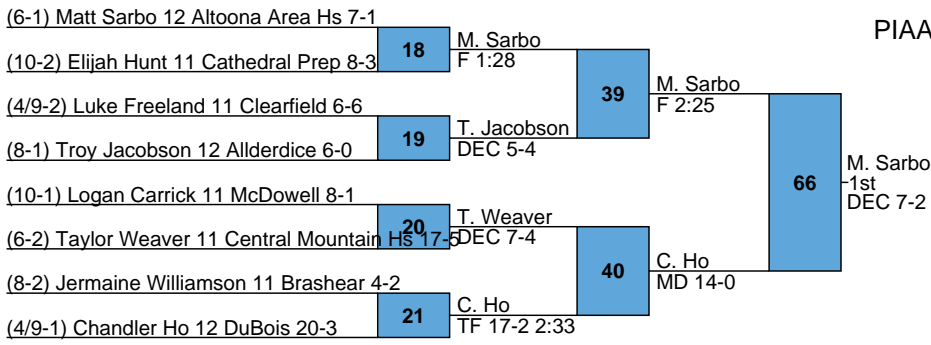 (6-1) Matt Sarbo 12 Altoona Area Hs 7-1
PIAA
18
M. Sarbo
F 1:28
(10-2) Elijah Hunt 11 Cathedral Prep 8-3
39
M. Sarbo
F 2:25
(4/9-2) Luke Freeland 11 Clearfield 6-6
19
T. Jacobson
DEC 5-4
(8-1) Troy Jacobson 12 Allderdice 6-0
66
M. Sarbo
1st
DEC 7-2
(10-1) Logan Carrick 11 McDowell 8-1
20
T. Weaver
DEC 7-4
(6-2) Taylor Weaver 11 Central Mountain Hs 17-5
40
C. Ho
MD 14-0
(8-2) Jermaine Williamson 11 Brashear 4-2
21
C. Ho
TF 17-2 2:33
(4/9-1) Chandler Ho 12 DuBois 20-3